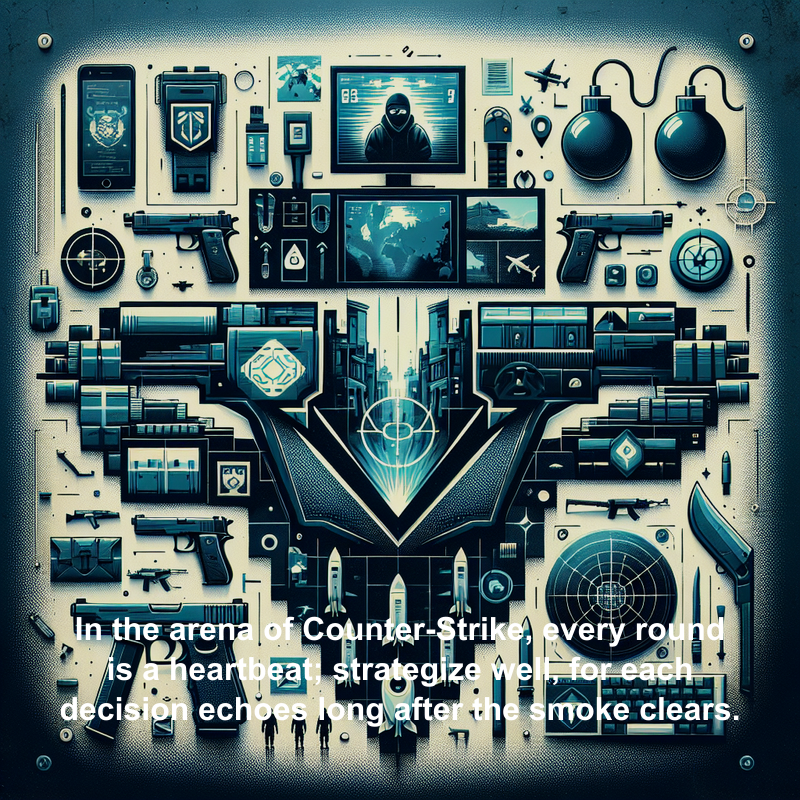 In the arena of Counter-Strike, every round
is a heartbeat; strategize well, for each
decision echoes long after the smoke clears.